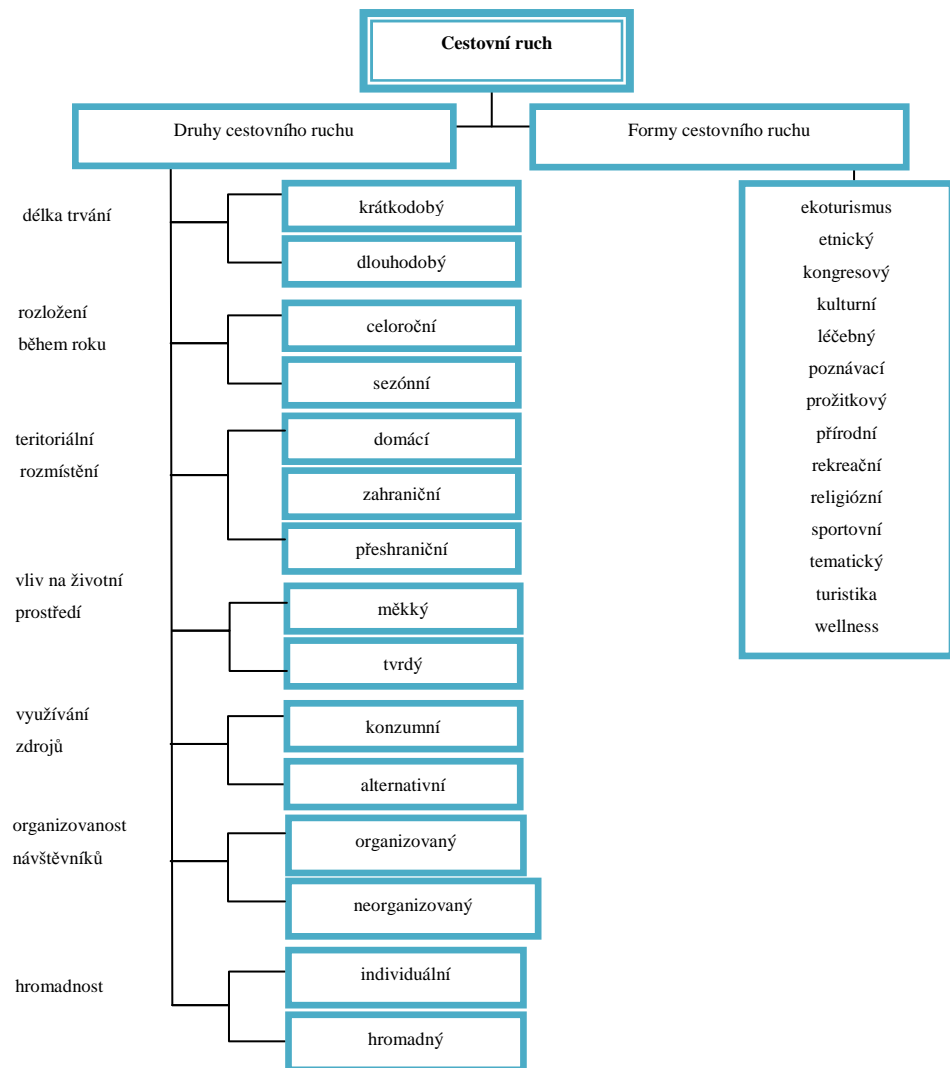 Cestovní ruch
Druhy cestovního ruchu
Formy cestovního ruchu
délka trvání
krátkodobý
dlouhodobý
rozložení
během roku
celoroční
sezónní
teritoriální
rozmístění
domácí
zahraniční
přeshraniční
vliv na životní
prostředí
měkký
tvrdý
využívání
zdrojů
konzumní
alternativní
organizovanost
návštěvníků
organizovaný
neorganizovaný
hromadnost
individuální
hromadný
ekoturismus
etnický
kongresový
kulturní
léčebný
poznávací
prožitkový
přírodní
rekreační
religiózní
sportovní
tematický
turistika
wellness